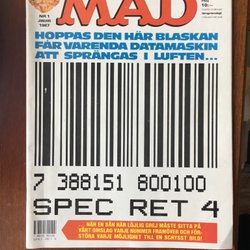 MAD
NR 1
JANUARI
1987
PRIS
10:-
HOPPAS DEN HÄR BLASKAN
FÅR VARENDA DATAMASKIN
ATT SPRÄNGAS I LUFTEN...
7 388151 800100
SPEC RET 4
... NÄR EN SÅN HÄR LÖJLIG GREJ MÅSTE SITTA PÅ
VÅRT OMSLAG VARJE NUMMER FRAMÖVER OCH FÖR-
STÖRA VARJE MÖJLIGHET TILL EN SCHYSST BILD!